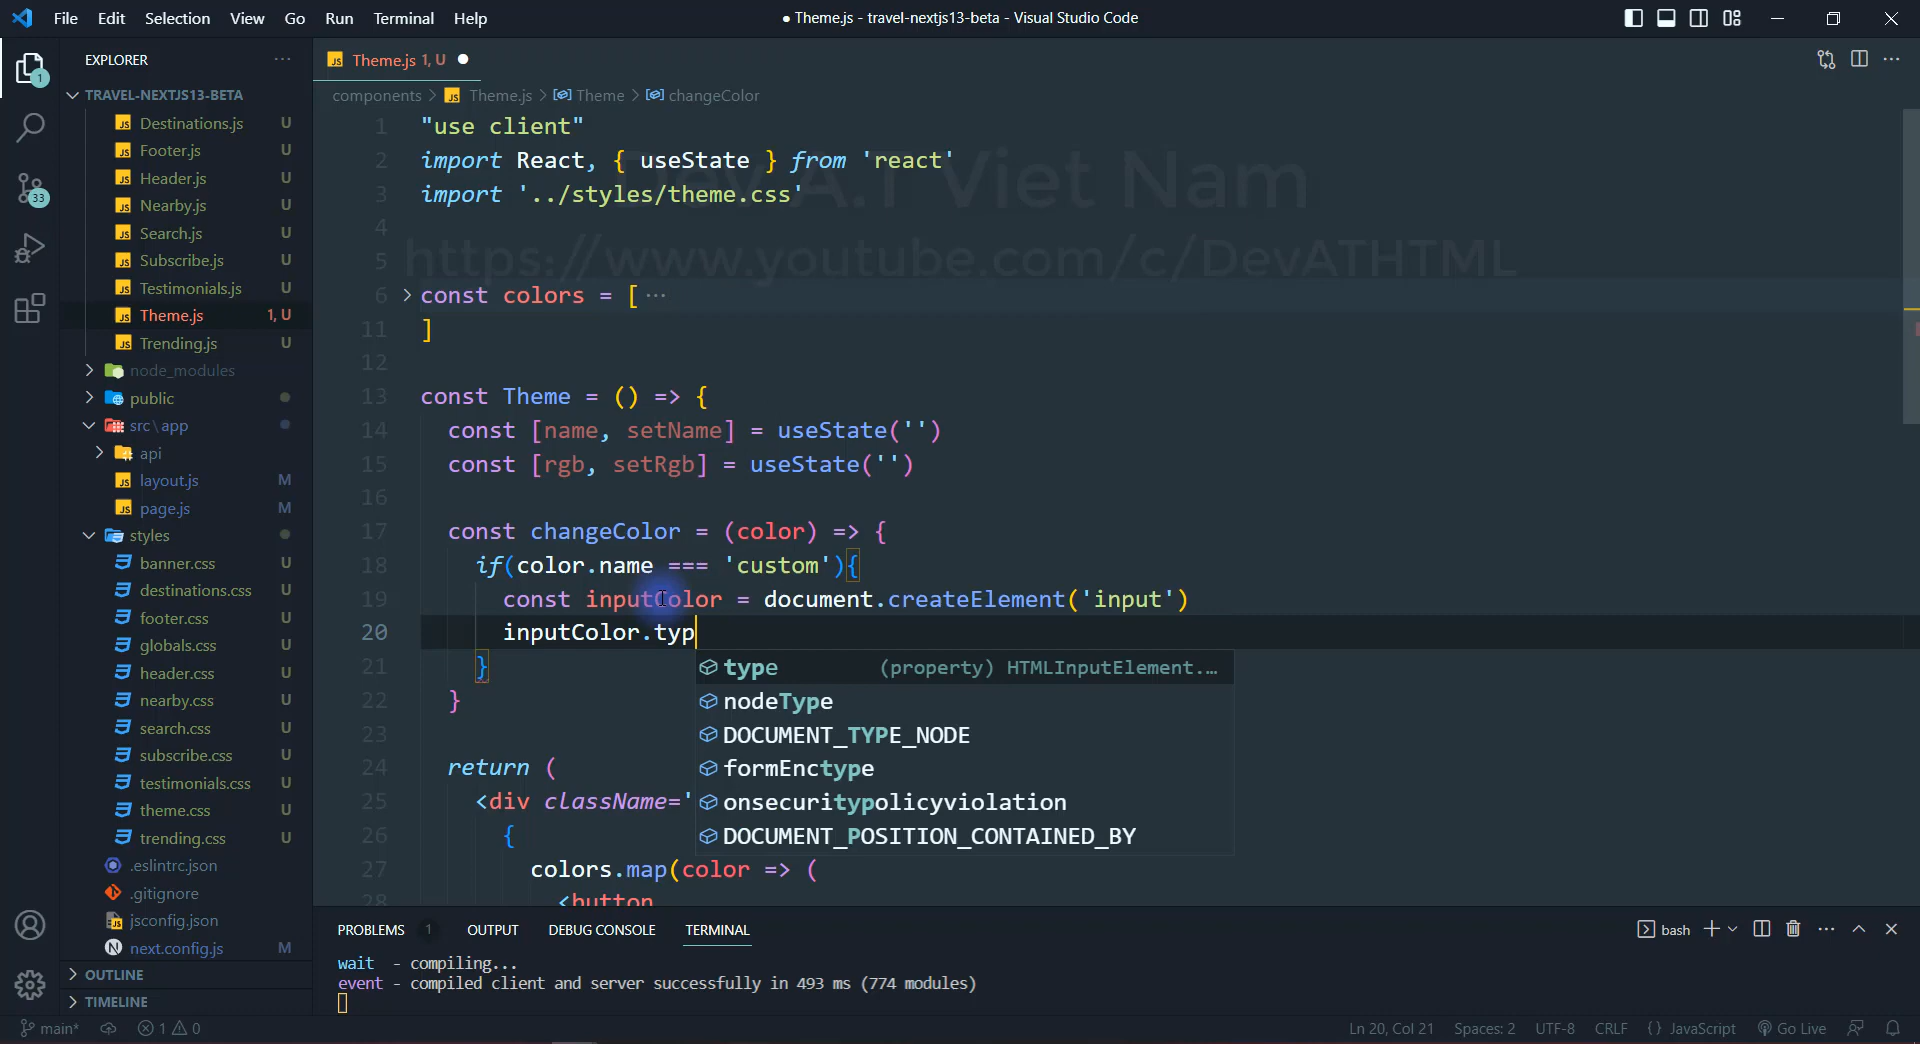 File Edit Selection View Go Run Terminal Help
● Theme.js - travel-nextjs13-beta - Visual Studio Code
EXPLORER
TRAVEL-NEXTJS13-BETA
Destinations.js U
Footer.js U
Header.js U
Nearby.js U
Search.js U
Subscribe.js U
Testimonials.js U
Theme.js 1, U
Trending.js U
node_modules
public
src\app
api
layout.js M
page.js M
styles
banner.css U
destinations.css U
footer.css U
globals.css U
header.css U
nearby.css U
search.css U
subscribe.css U
testimonials.css U
theme.css U
trending.css U
.eslintrc.json
.gitignore
jsconfig.json
next.config.js M
OUTLINE
TIMELINE
1
33
Theme.js 1, U
components > Theme.js > Theme > changeColor
Dev A.T Viet Nam
https://www.youtube.com/c/DevATHTML
1 "use client"
2 import React, { useState } from 'react'
3 import '../styles/theme.css'
4
5
6 const colors = [ ...
11 ]
12
13 const Theme = () => {
14 const [name, setName] = useState('')
15 const [rgb, setRgb] = useState('')
16
17 const changeColor = (color) => {
18 if(color.name === 'custom'){
19 const inputColor = document.createElement('input')
20 inputColor.typ
21 }
22 }
23
24 return (
25 <div className='
26 {
27 colors.map(color => (
28 <button
type (property) HTMLInputElement.…
nodeType
DOCUMENT_TYPE_NODE
formEnctype
onsecuritypolicyviolation
DOCUMENT_POSITION_CONTAINED_BY
PROBLEMS 1 OUTPUT DEBUG CONSOLE TERMINAL
bash
wait - compiling...
event - compiled client and server successfully in 493 ms (774 modules)
main* 1 0
Ln 20, Col 21 Spaces: 2 UTF-8 CRLF {} JavaScript Go Live